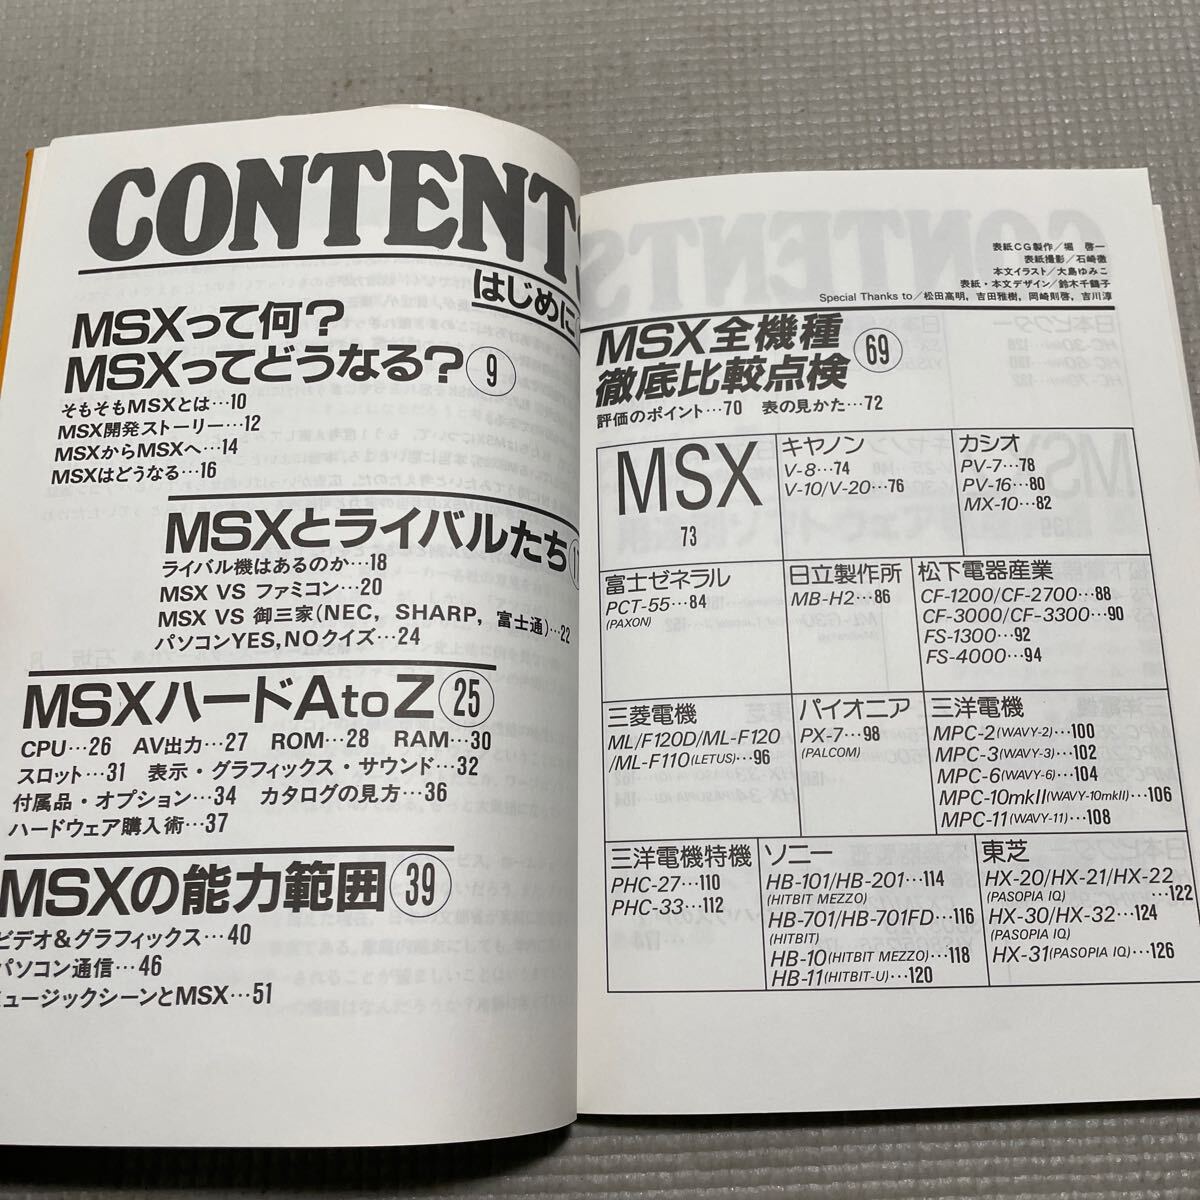 CONTENTS
はじめに
MSXって何?
MSXってどうなる? 9
そもそもMSXとは…10
MSX開発ストーリー…12
MSXからMSXへ…14
MSXはどうなる…16
MSXとライバルたち
ライバル機はあるのか…18
MSX VS ファミコン…20
MSX VS 御三家(NEC, SHARP, 富士通)…22
パソコンYES,NOクイズ…24
MSXハードAtoZ 25
CPU…26 AV出力…27 ROM…28 RAM…30
スロット…31 表示・グラフィックス・サウンド…32
付属品・オプション…34 カタログの見方…36
ハードウェア購入術…37
MSXの能力範囲 39
ビデオ&グラフィックス…40
パソコン通信…46
ミュージックシーンとMSX…51
表紙CG製作/堀 啓一
表紙撮影/石崎徹
本文イラスト/大島ゆみこ
表紙・本文デザイン/鈴木千鶴子
Special Thanks to/松田高明, 吉田雅樹, 岡崎則啓, 吉川淳
MSX全機種
徹底比較点検 69
評価のポイント…70 表の見かた…72
MSX
73
キヤノン
V-8…74
V-10/V-20…76
カシオ
PV-7…78
PV-16…80
MX-10…82
富士ゼネラル
PCT-55…84
(PAXON)
日立製作所
MB-H2…86
松下電器産業
CF-1200/CF-2700…88
CF-3000/CF-3300…90
FS-1300…92
FS-4000…94
三菱電機
ML/F120D/ML-F120
/ML-F110(LETUS)…96
パイオニア
PX-7…98
(PALCOM)
三洋電機
MPC-2(WAVY-2)…100
MPC-3(WAVY-3)…102
MPC-6(WAVY-6)…104
MPC-10mkII(WAVY-10mkII)…106
MPC-11(WAVY-11)…108
三洋電機特機
PHC-27…110
PHC-33…112
ソニー
HB-101/HB-201…114
(HITBIT MEZZO)
HB-701/HB-701FD…116
(HITBIT)
HB-10(HITBIT MEZZO)…118
HB-11(HITBIT-U)…120
東芝
HX-20/HX-21/HX-22
(PASOPIA IQ)…122
HX-30/HX-32…124
(PASOPIA IQ)
HX-31(PASOPIA IQ)…126